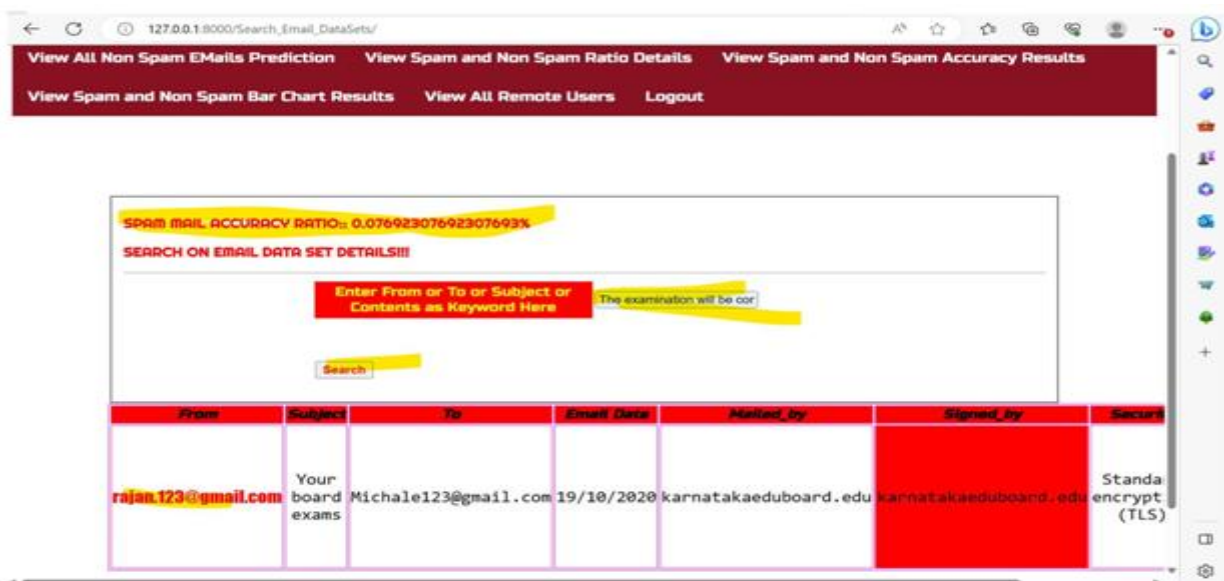 127.0.0.1:8000/Search_Email_DataSets/
View All Non Spam EMails Prediction View Spam and Non Spam Ratio Details View Spam and Non Spam Accuracy Results
View Spam and Non Spam Bar Chart Results View All Remote Users Logout
SPAM MAIL ACCURACY RATIO:: 0.07692307692307693%
SEARCH ON EMAIL DATA SET DETAILS!!!
Enter From or To or Subject or
Contents as Keyword Here
The examination will be cor
Search
From Subject To Email Date Mailed_by Signed_by Securi
Your
rajan.123@gmail.com board Michale123@gmail.com 19/10/2020 karnatakaeduboard.edu karnatakaeduboard.edu encrypt
exams
Standa
(TLS)